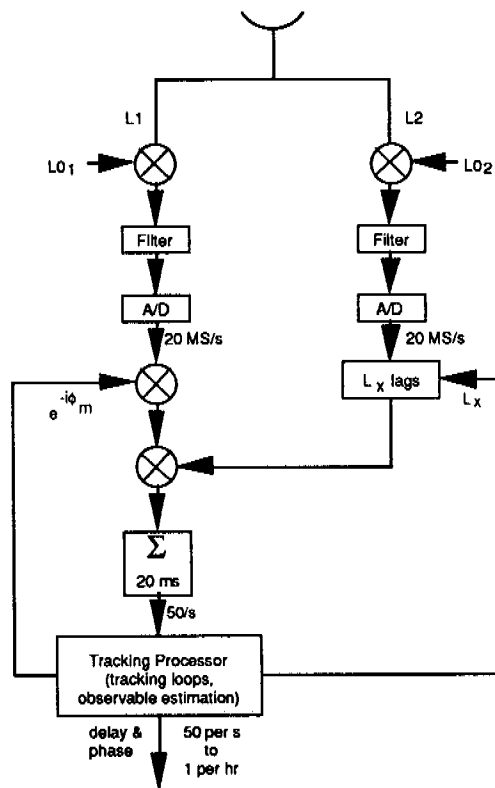 L1
L2
LO1
LO2
Filter
Filter
A/D
A/D
20 MS/s
20 MS/s
e-iφm
Lx lags
Lx
Σ
20 ms
50/s
Tracking Processor
(tracking loops,
observable estimation)
delay &
phase
50 per s
to
1 per hr